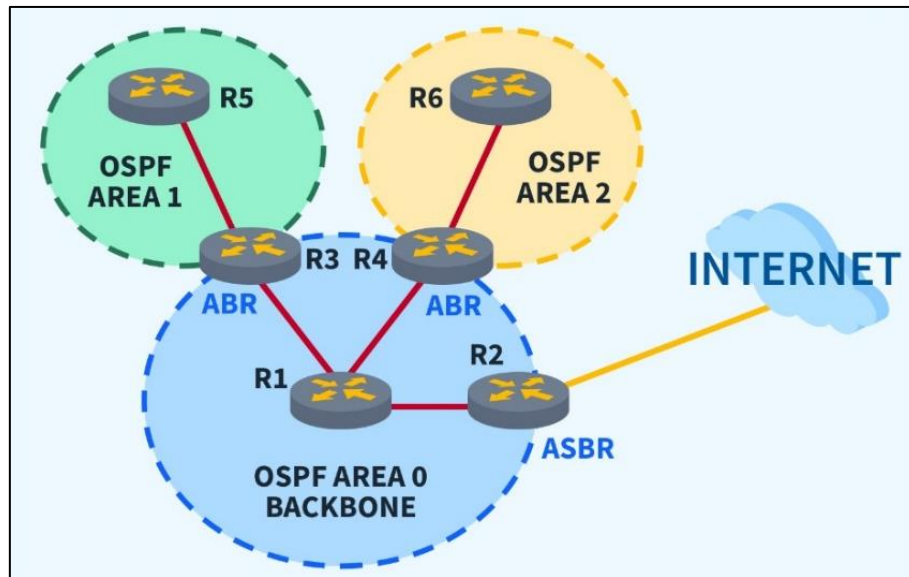 R5
R6
OSPF
AREA 1
OSPF
AREA 2
R3
R4
INTERNET
ABR
ABR
R2
R1
ASBR
OSPF AREA 0
BACKBONE